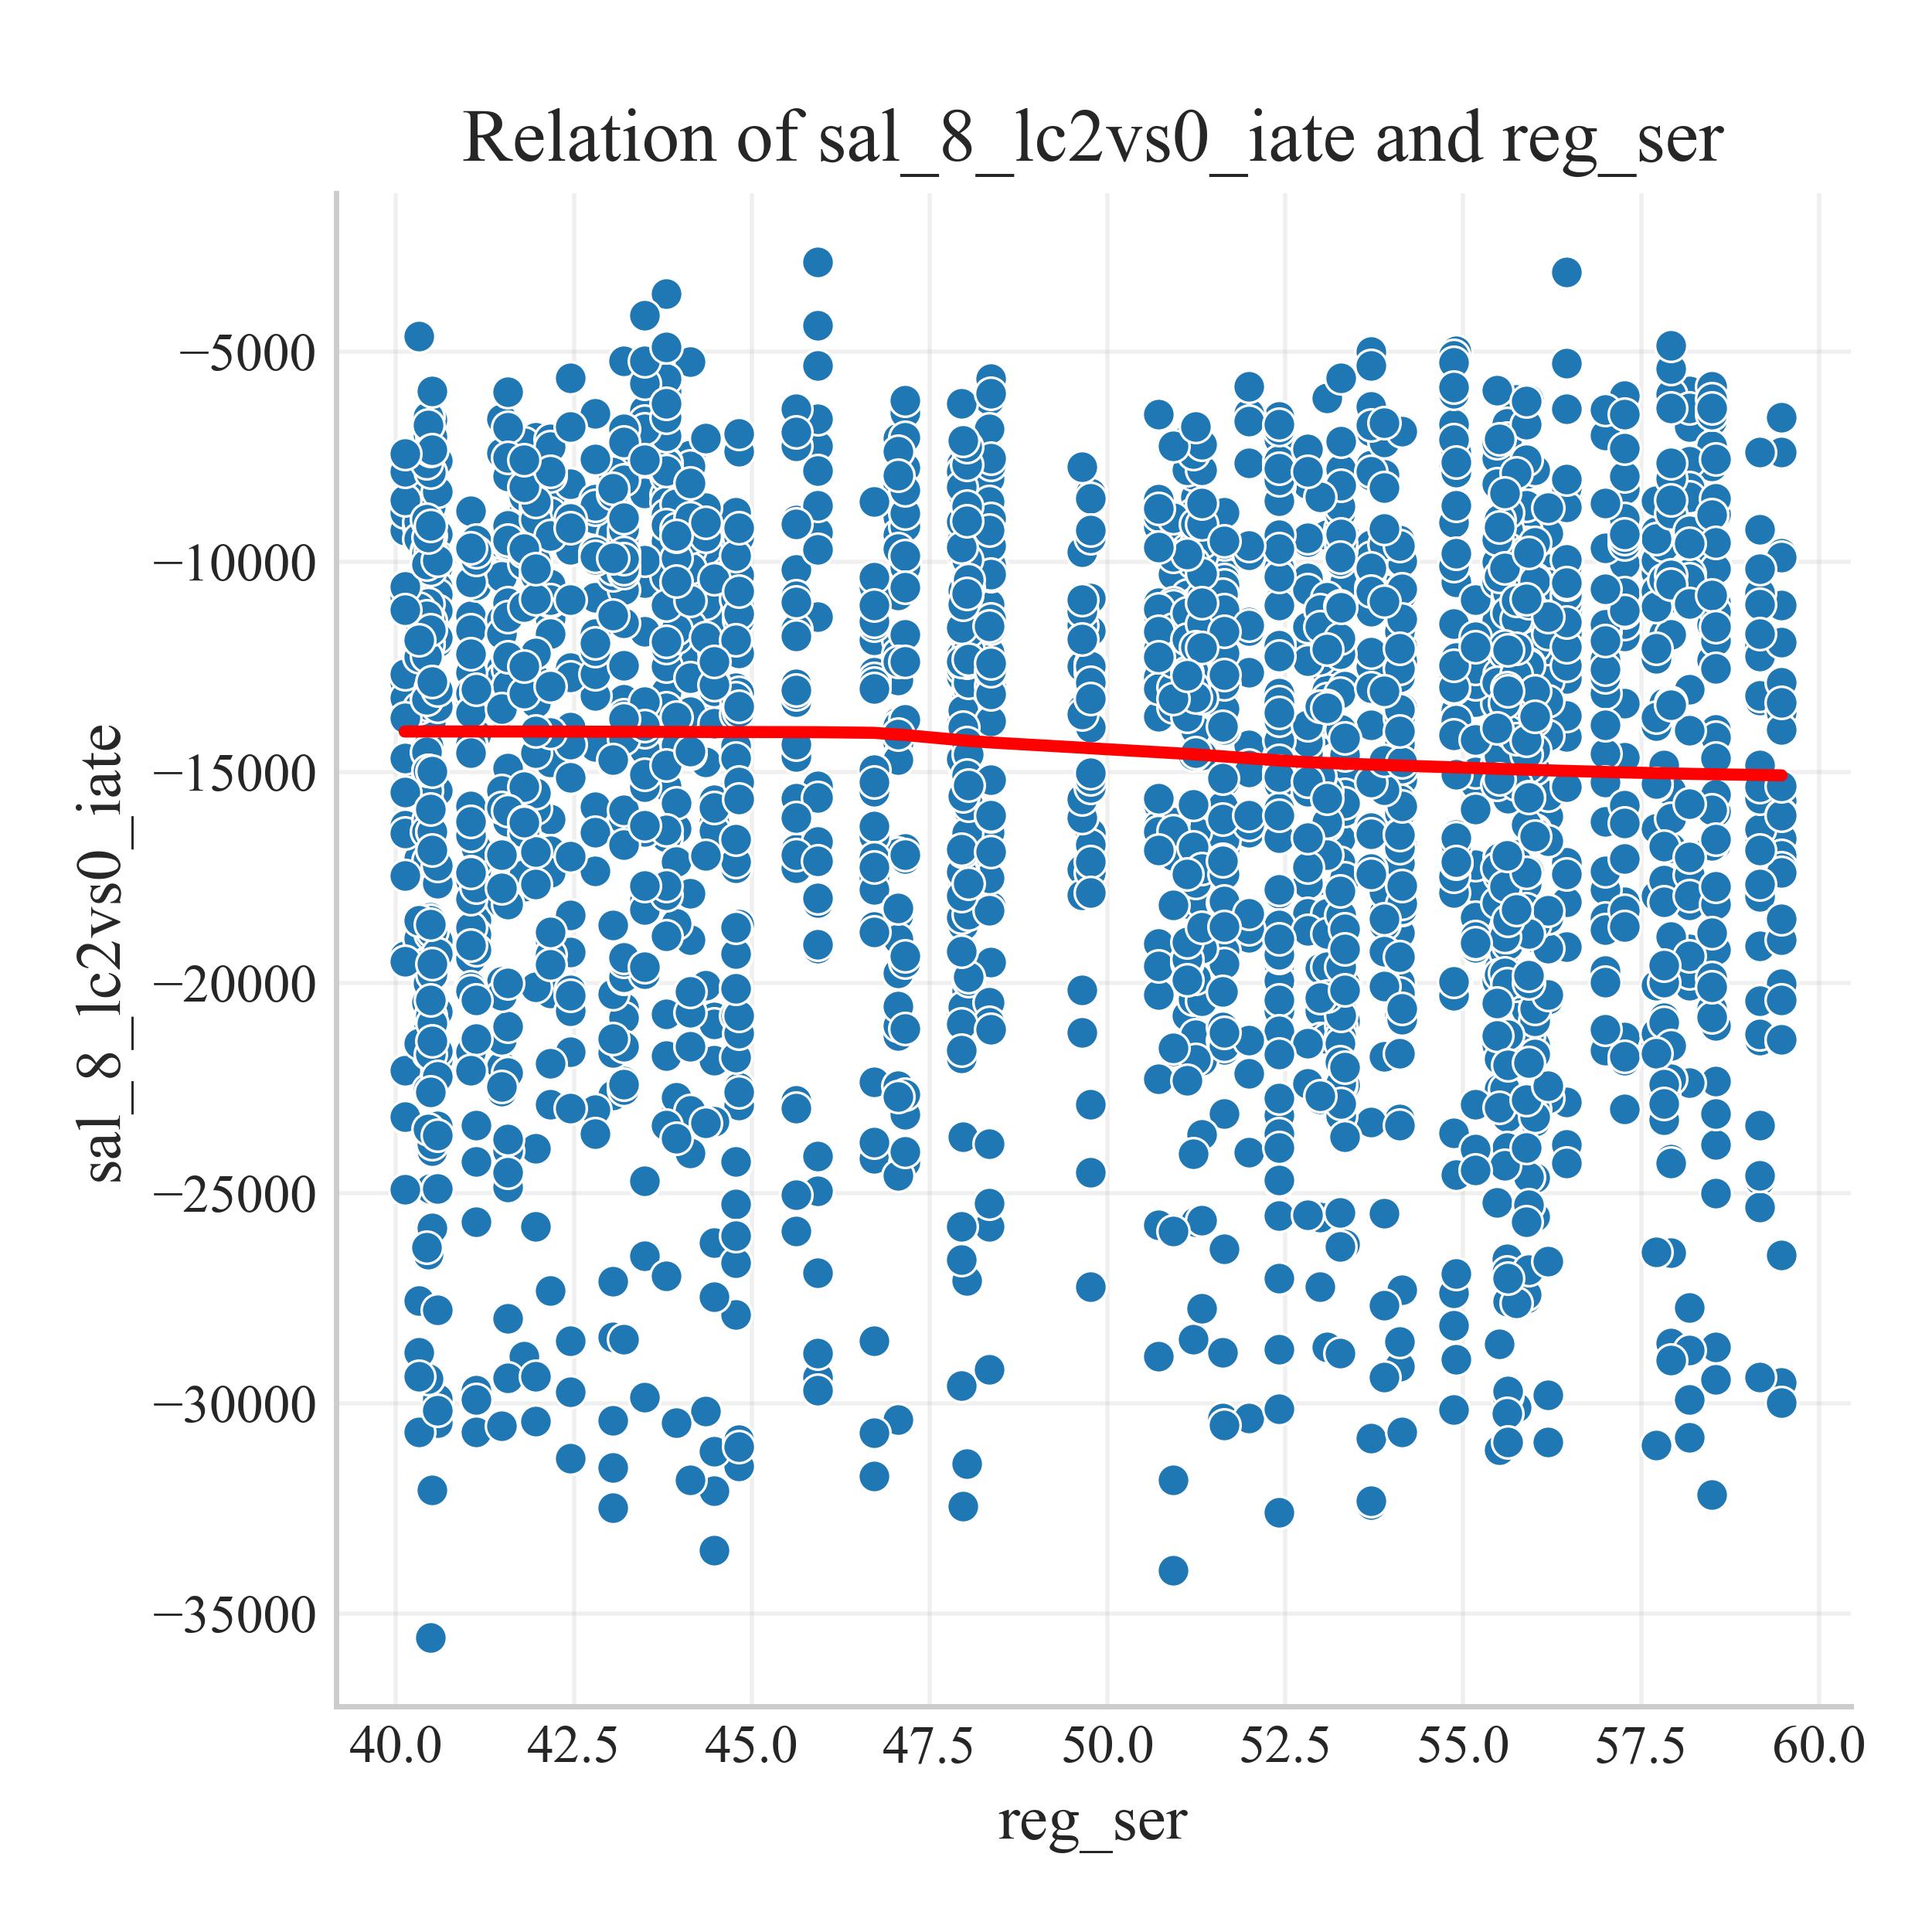 Relation of sal_8_lc2vs0_iate and reg_ser
sal_8_lc2vs0_iate
−5000
−10000
−15000
−20000
−25000
−30000
−35000
40.0 42.5 45.0 47.5 50.0 52.5 55.0 57.5 60.0
reg_ser